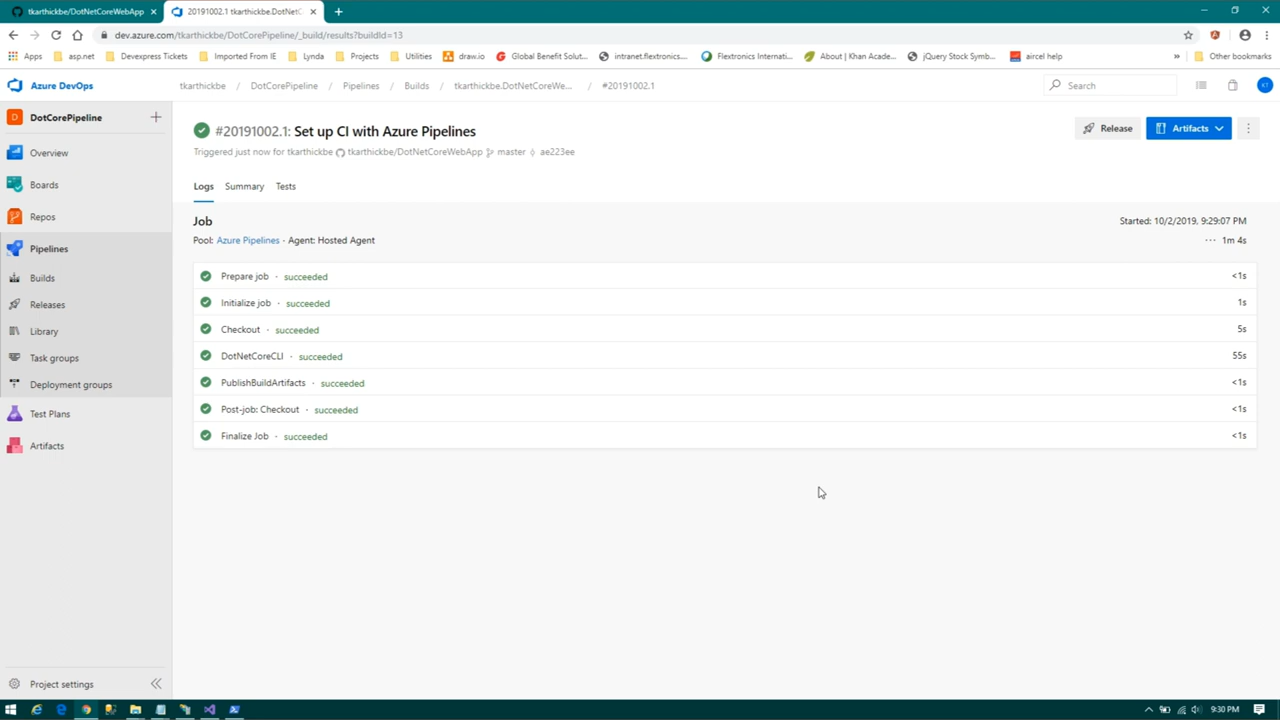 tkarthickbe/DotNetCoreWebApp
20191002.1 tkarthickbe.DotNetC
dev.azure.com/tkarthickbe/DotCorePipeline/_build/results?buildId=13
Apps asp.net Devexpress Tickets Imported From IE Lynda Projects Utilities draw.io Global Benefit Solut... intranet.flextronics.... Flextronics Internati... About | Khan Acade... jQuery Stock Symb... aircel help » Other bookmarks
Azure DevOps tkarthickbe / DotCorePipeline / Pipelines / Builds / tkarthickbe.DotNetCoreWe... / #20191002.1 Search KT
D DotCorePipeline
Overview
Boards
Repos
Pipelines
Builds
Releases
Library
Task groups
Deployment groups
Test Plans
Artifacts
Project settings
#20191002.1: Set up CI with Azure Pipelines
Release Artifacts
Triggered just now for tkarthickbe tkarthickbe/DotNetCoreWebApp master ae223ee
Logs Summary Tests
Job Started: 10/2/2019, 9:29:07 PM
Pool: Azure Pipelines · Agent: Hosted Agent ··· 1m 4s
Prepare job · succeeded <1s
Initialize job · succeeded 1s
Checkout · succeeded 5s
DotNetCoreCLI · succeeded 55s
PublishBuildArtifacts · succeeded <1s
Post-job: Checkout · succeeded <1s
Finalize Job · succeeded <1s
9:30 PM